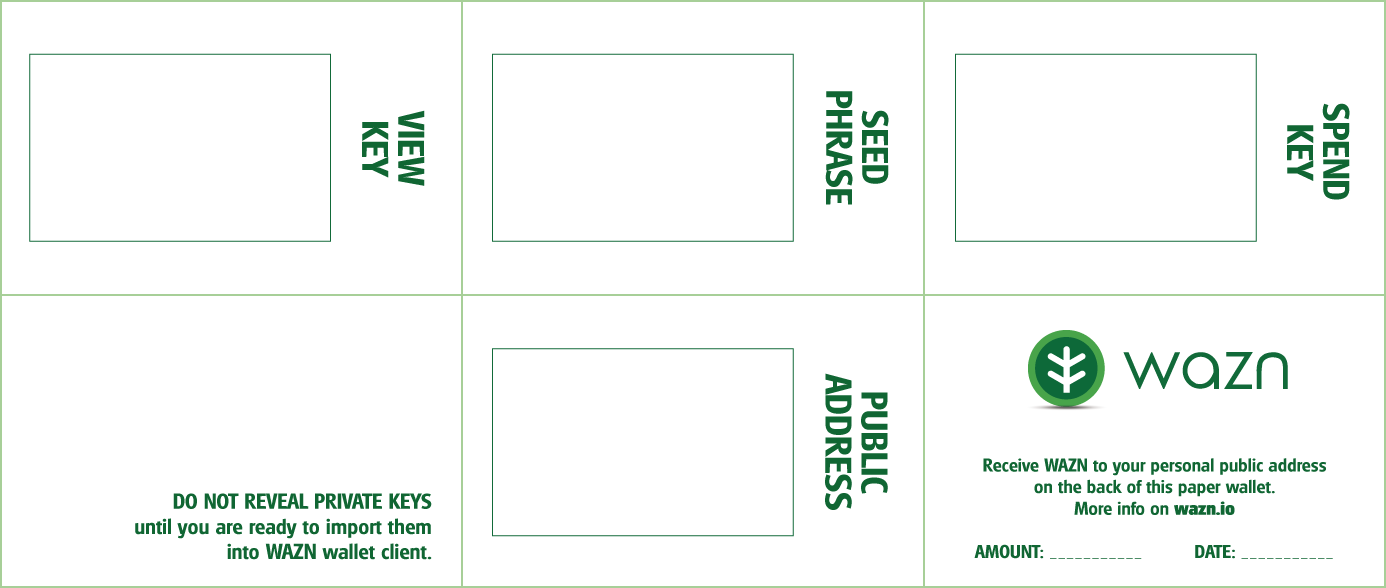 VIEW
KEY
SEED
PHRASE
SPEND
KEY
DO NOT REVEAL PRIVATE KEYS
until you are ready to import them
into WAZN wallet client.
PUBLIC
ADDRESS
wazn
Receive WAZN to your personal public address
on the back of this paper wallet.
More info on wazn.io
AMOUNT: ___________ DATE: ___________